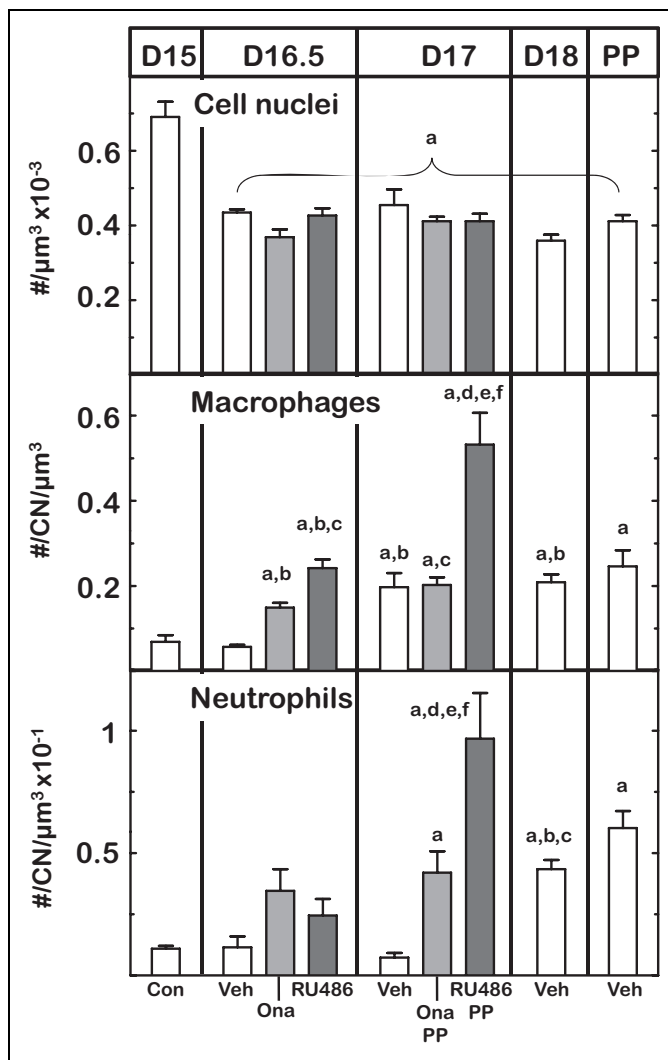 D15 D16.5 D17 D18 PP
Cell nuclei
a
#/µm³ x10⁻³
0.6
0.4
0.2
Macrophages
a,d,e,f
a,b,c
a,b
a,b
a,c
a,b
a
#/CN/µm³
0.6
0.4
0.2
Neutrophils
a,d,e,f
a
a,b,c
a
#/CN/µm³ x10⁻¹
1
0.5
Con Veh RU486 Veh RU486 Veh Veh
Ona Ona PP
PP